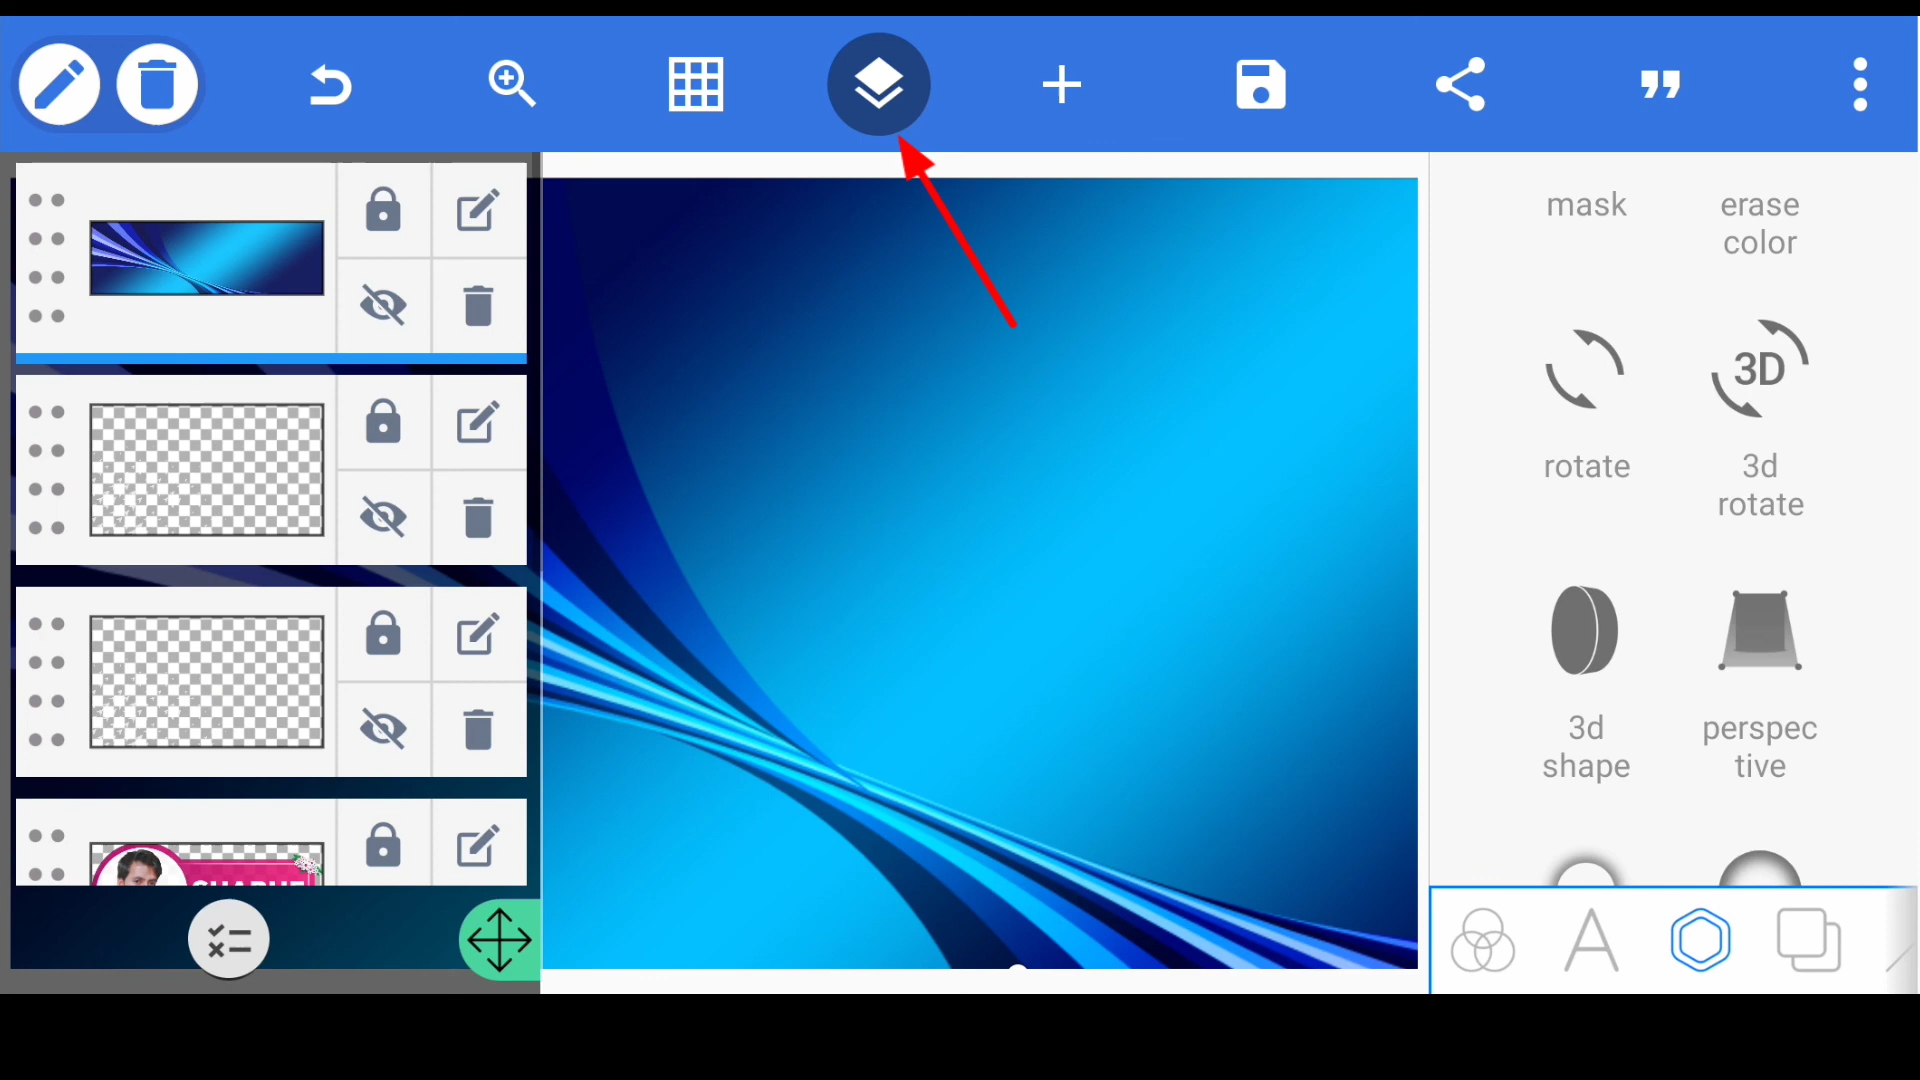 mask
erase
color
rotate
3D
3d
rotate
3d
shape
perspec
tive